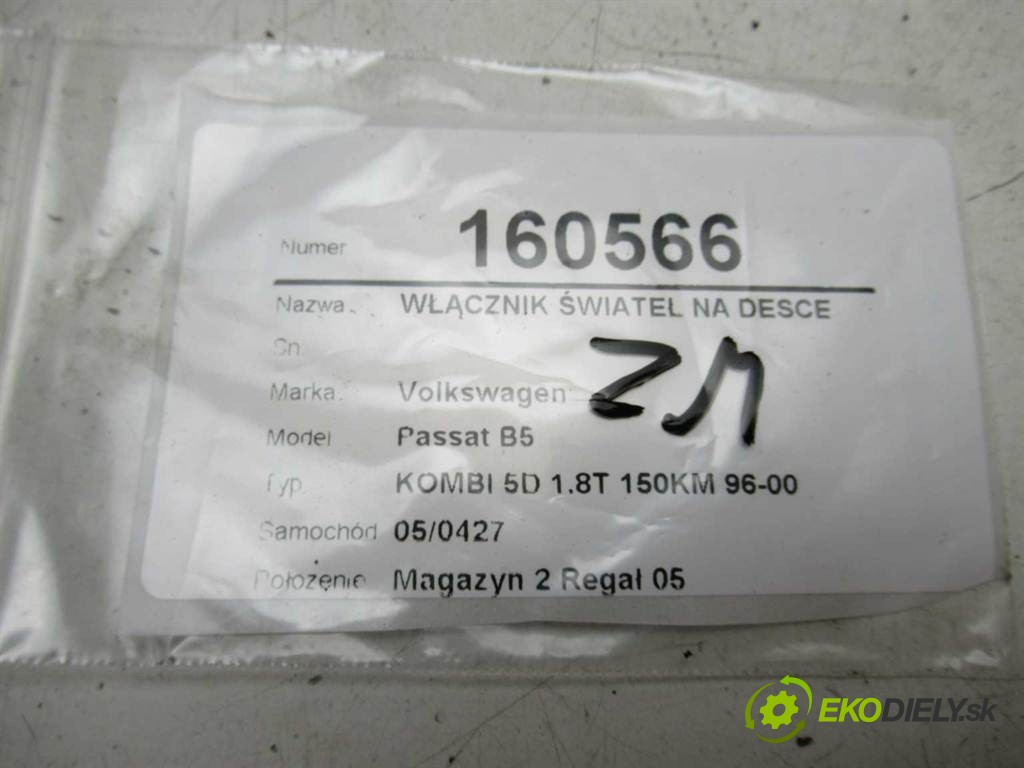 Numer 160566
Nazwa WŁĄCZNIK ŚWIATEŁ NA DESCE
Sn
Marka: Volkswagen
ZM
Model Passat B5
Typ KOMBI 5D 1.8T 150KM 96-00
Samochód 05/0427
Położenie Magazyn 2 Regał 05
EKODIELY.sk